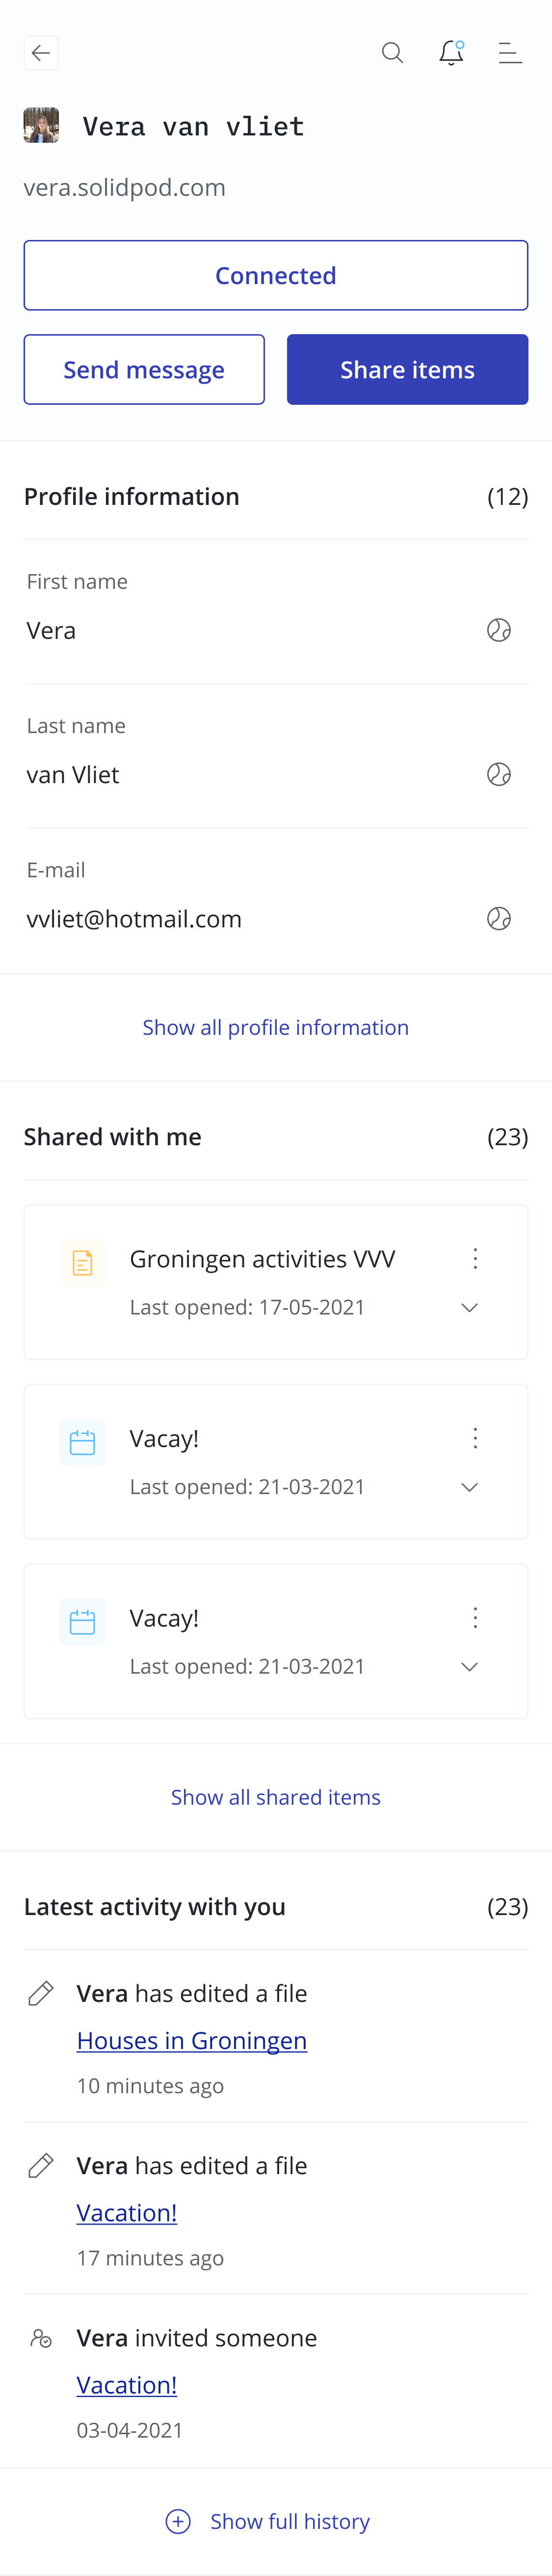 Vera van vliet
vera.solidpod.com
Connected
Send message
Share items
Profile information
(12)
First name
Vera
Last name
van Vliet
E-mail
vvliet@hotmail.com
Show all profile information
Shared with me
(23)
Groningen activities VVV
Last opened: 17-05-2021
Vacay!
Last opened: 21-03-2021
Vacay!
Last opened: 21-03-2021
Show all shared items
Latest activity with you
(23)
Vera has edited a file
Houses in Groningen
10 minutes ago
Vera has edited a file
Vacation!
17 minutes ago
Vera invited someone
Vacation!
03-04-2021
Show full history